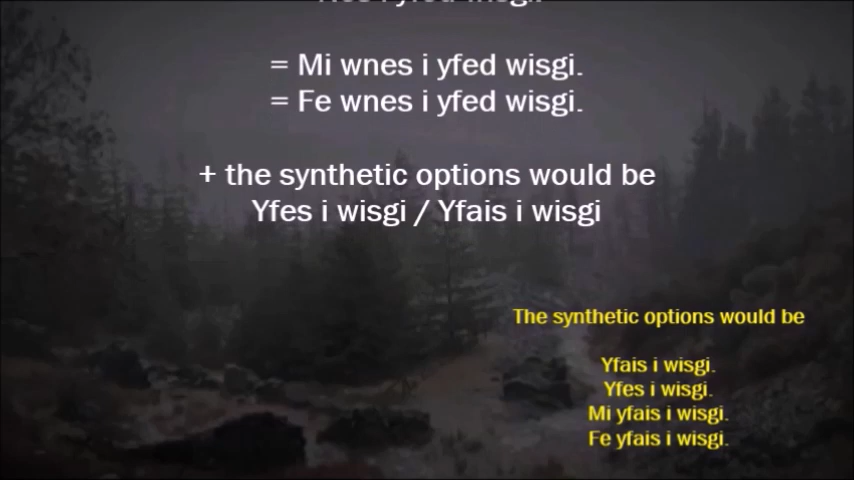 = Mi wnes i yfed wisgi.
= Fe wnes i yfed wisgi.
+ the synthetic options would be
Yfes i wisgi / Yfais i wisgi
The synthetic options would be
Yfais i wisgi.
Yfes i wisgi.
Mi yfais i wisgi.
Fe yfais i wisgi.